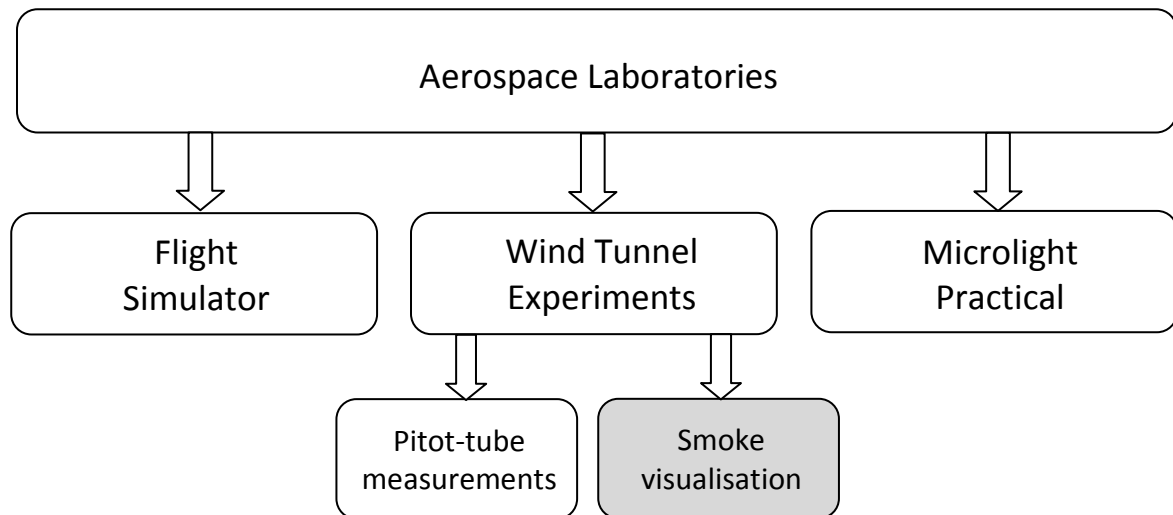 Aerospace Laboratories
Flight
Simulator
Wind Tunnel
Experiments
Microlight
Practical
Pitot-tube
measurements
Smoke
visualisation